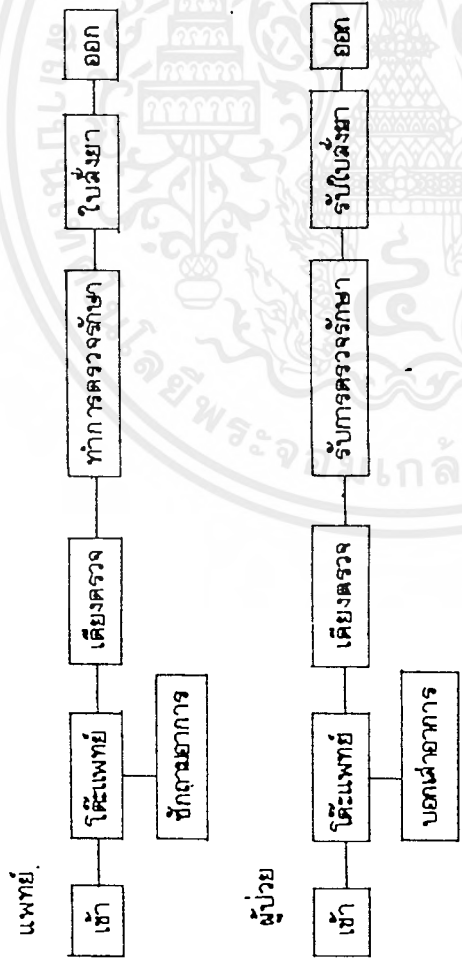 แพทย์.
เข้า
โต๊ะแพทย์
ซักถามอาการ
เตียงตรวจ
ทำการตรวจรักษา
ใบสั่งยา
ออก
ผู้ป่วย
เข้า
โต๊ะแพทย์
บอกเล่าอาการ
เตียงตรวจ
รับการตรวจรักษา
รับใบสั่งยา
ออก